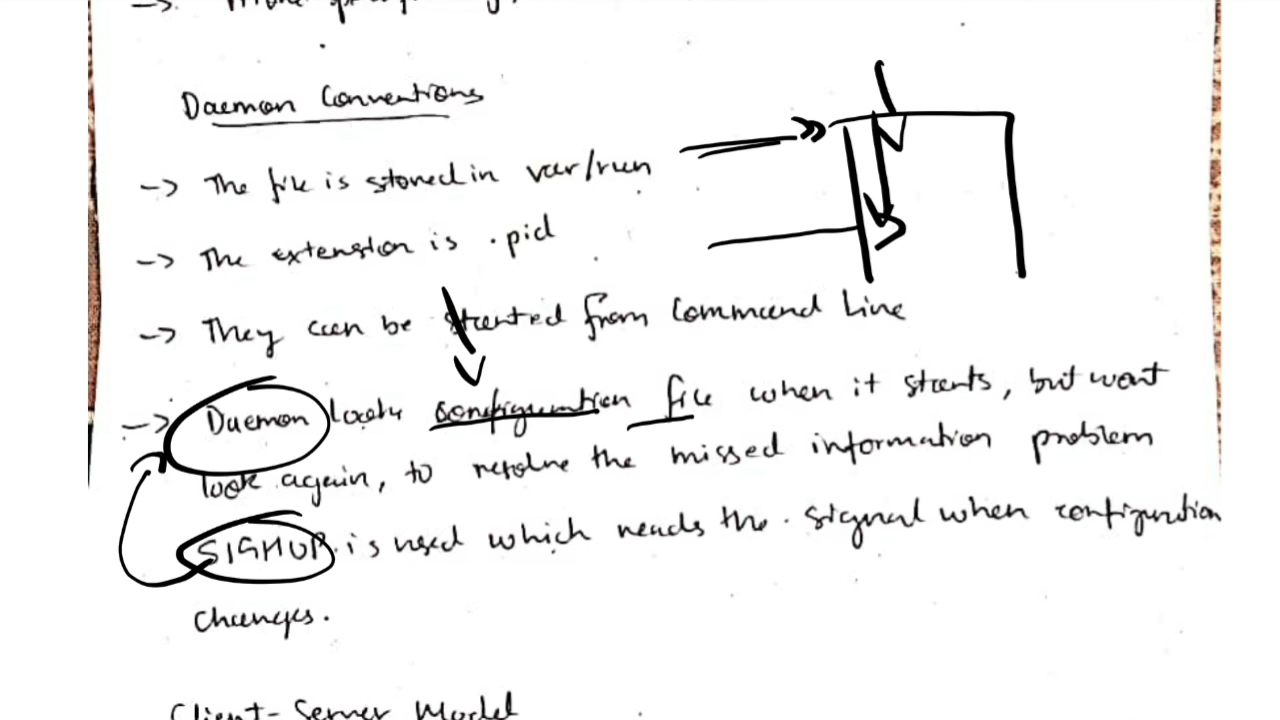 Daemon Conventions
-> The file is stored in var/run
-> The extension is .pid
-> They can be started from Command Line
-> Daemon looks configuration file when it starts, but wont
look again, to resolve the missed information problem
SIGHUP is used which reads the signal when configuration
changes.
Client-Server Model